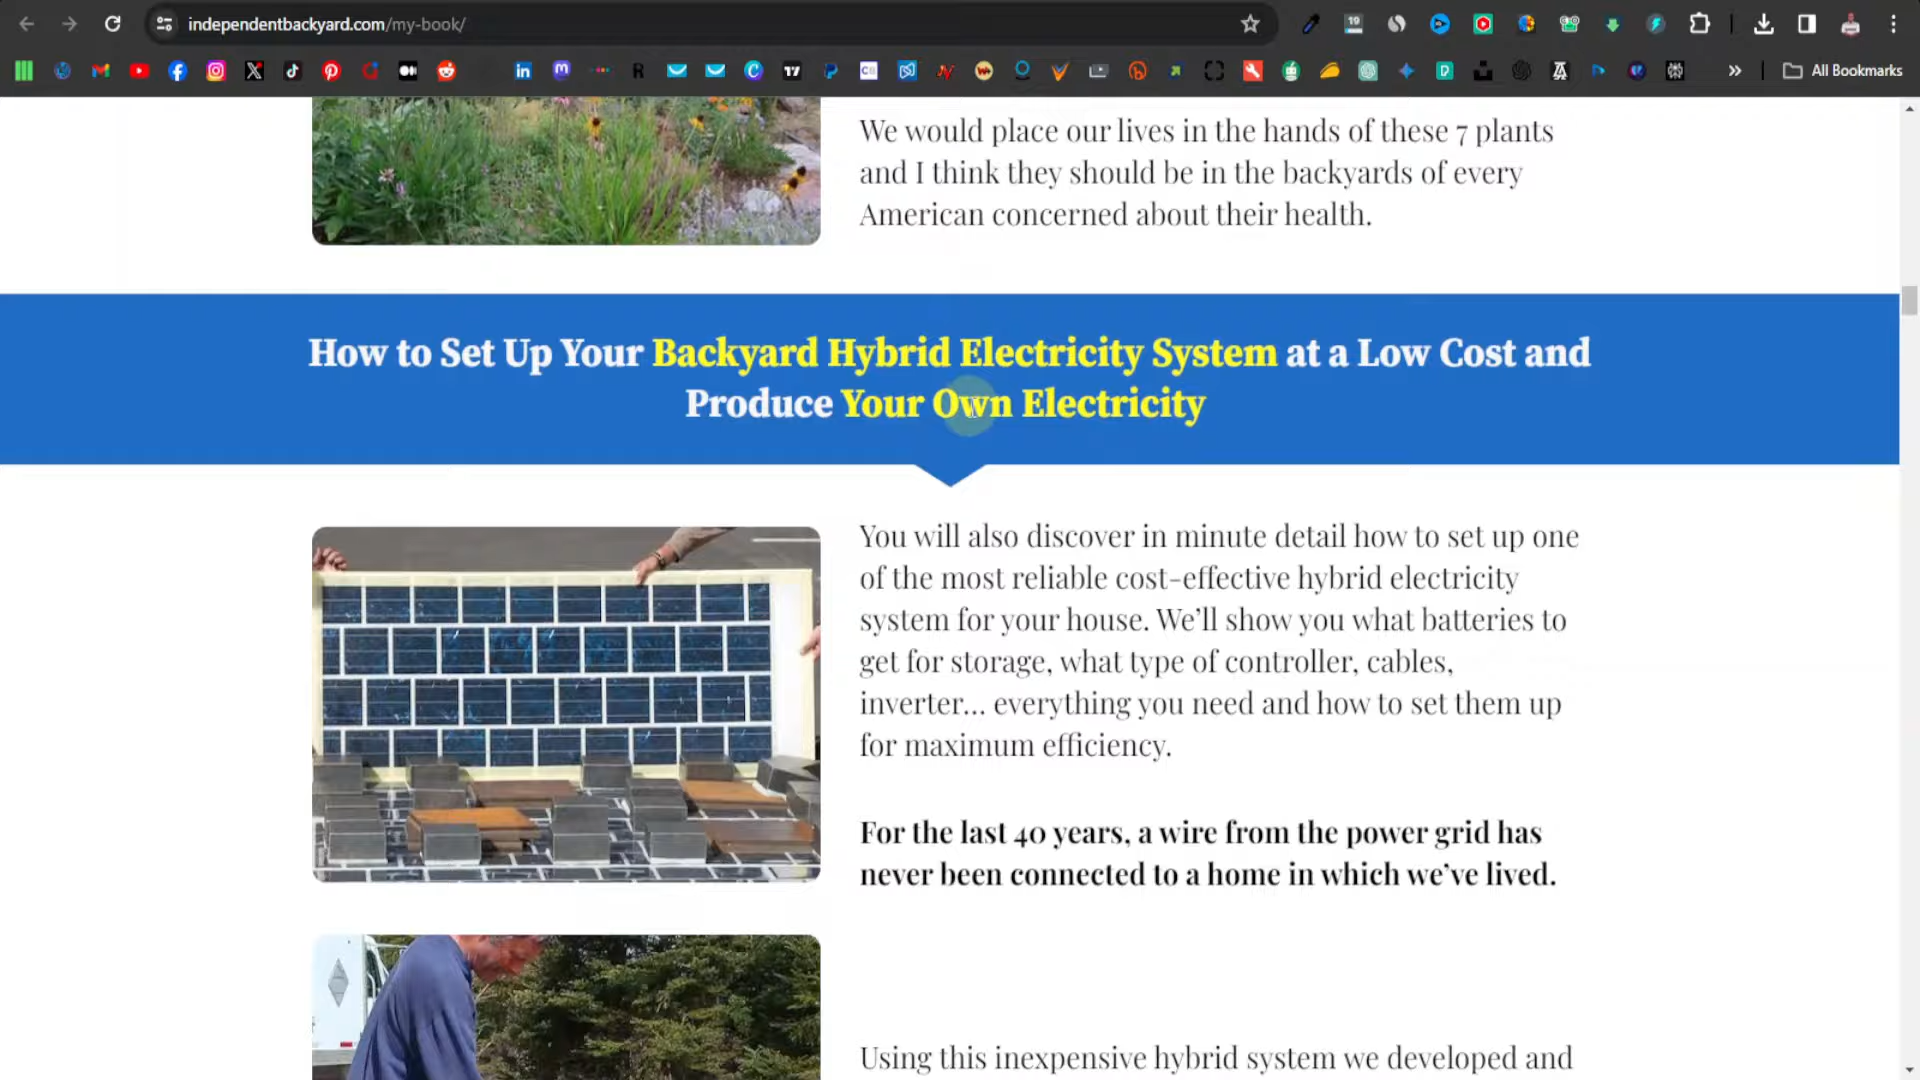 independentbackyard.com/my-book/
All Bookmarks
We would place our lives in the hands of these 7 plants
and I think they should be in the backyards of every
American concerned about their health.
How to Set Up Your Backyard Hybrid Electricity System at a Low Cost and
Produce Your Own Electricity
You will also discover in minute detail how to set up one
of the most reliable cost-effective hybrid electricity
system for your house. We’ll show you what batteries to
get for storage, what type of controller, cables,
inverter... everything you need and how to set them up
for maximum efficiency.
For the last 40 years, a wire from the power grid has
never been connected to a home in which we’ve lived.
Using this inexpensive hybrid system we developed and